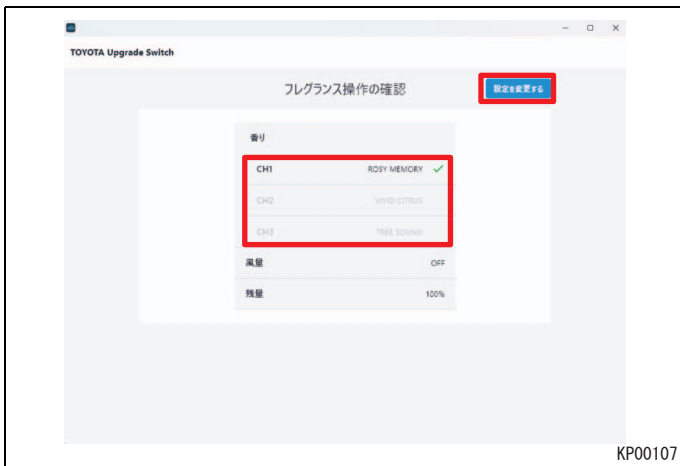 TOYOTA Upgrade Switch
フレグランス操作の確認
設定を変更する
香り
CH1 ROSY MEMORY ✓
CH2 VIVID CITRUS
CH3 TREE SOUND
風量 OFF
残量 100%
KP00107